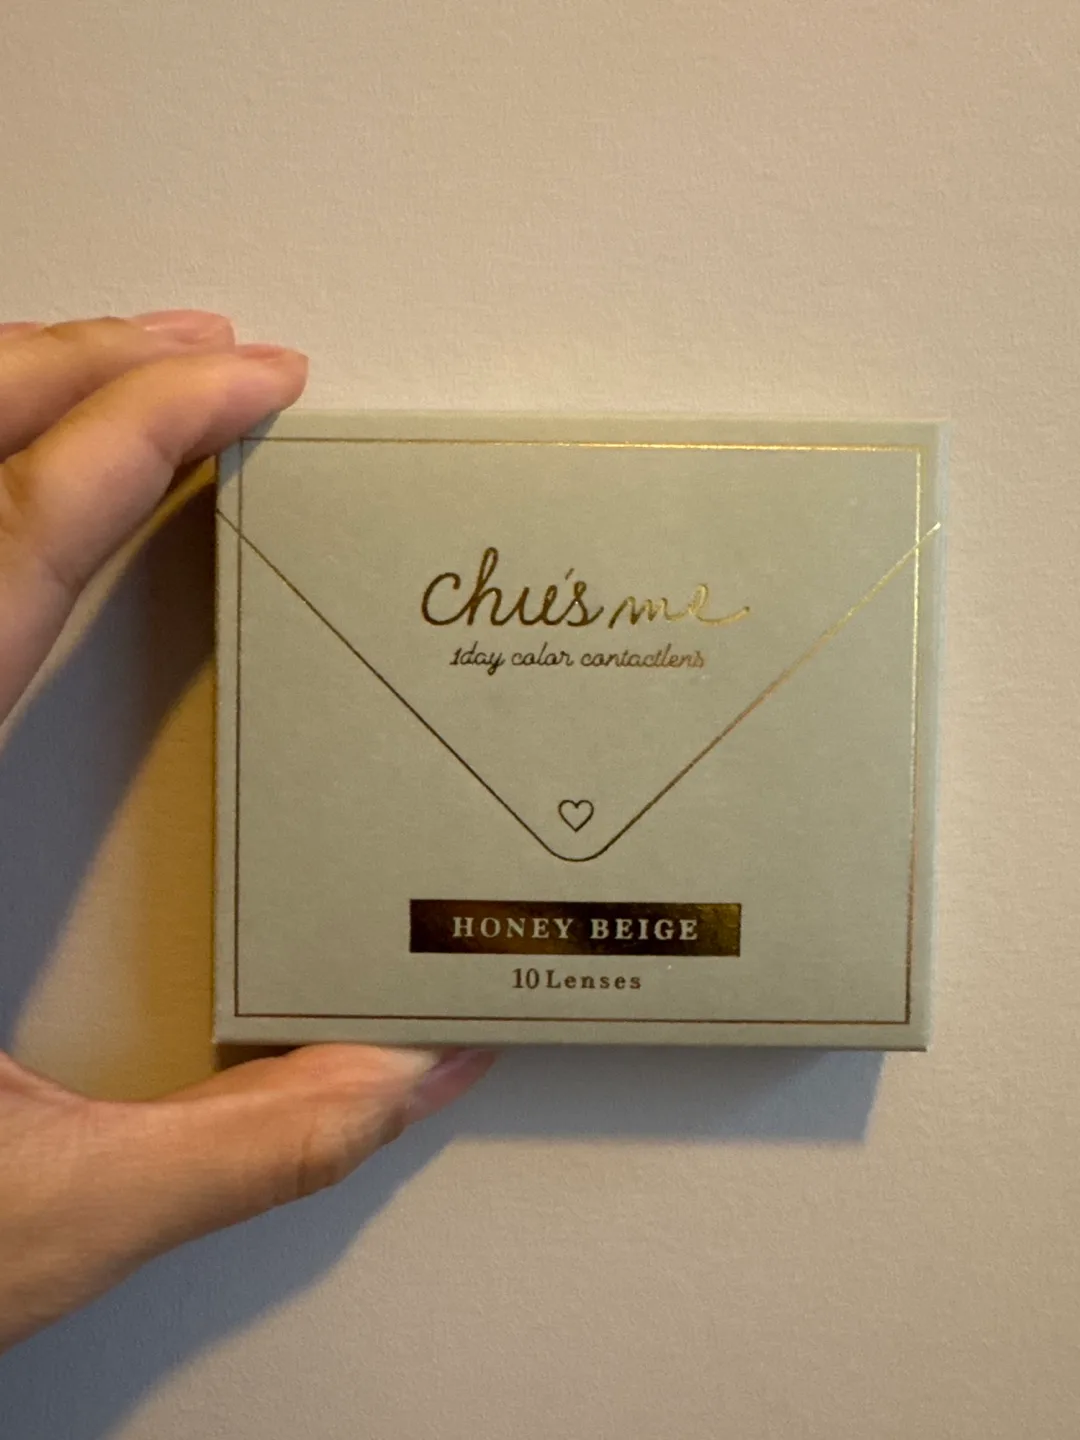 chu's me
1day color contactlens
HONEY BEIGE
10 Lenses